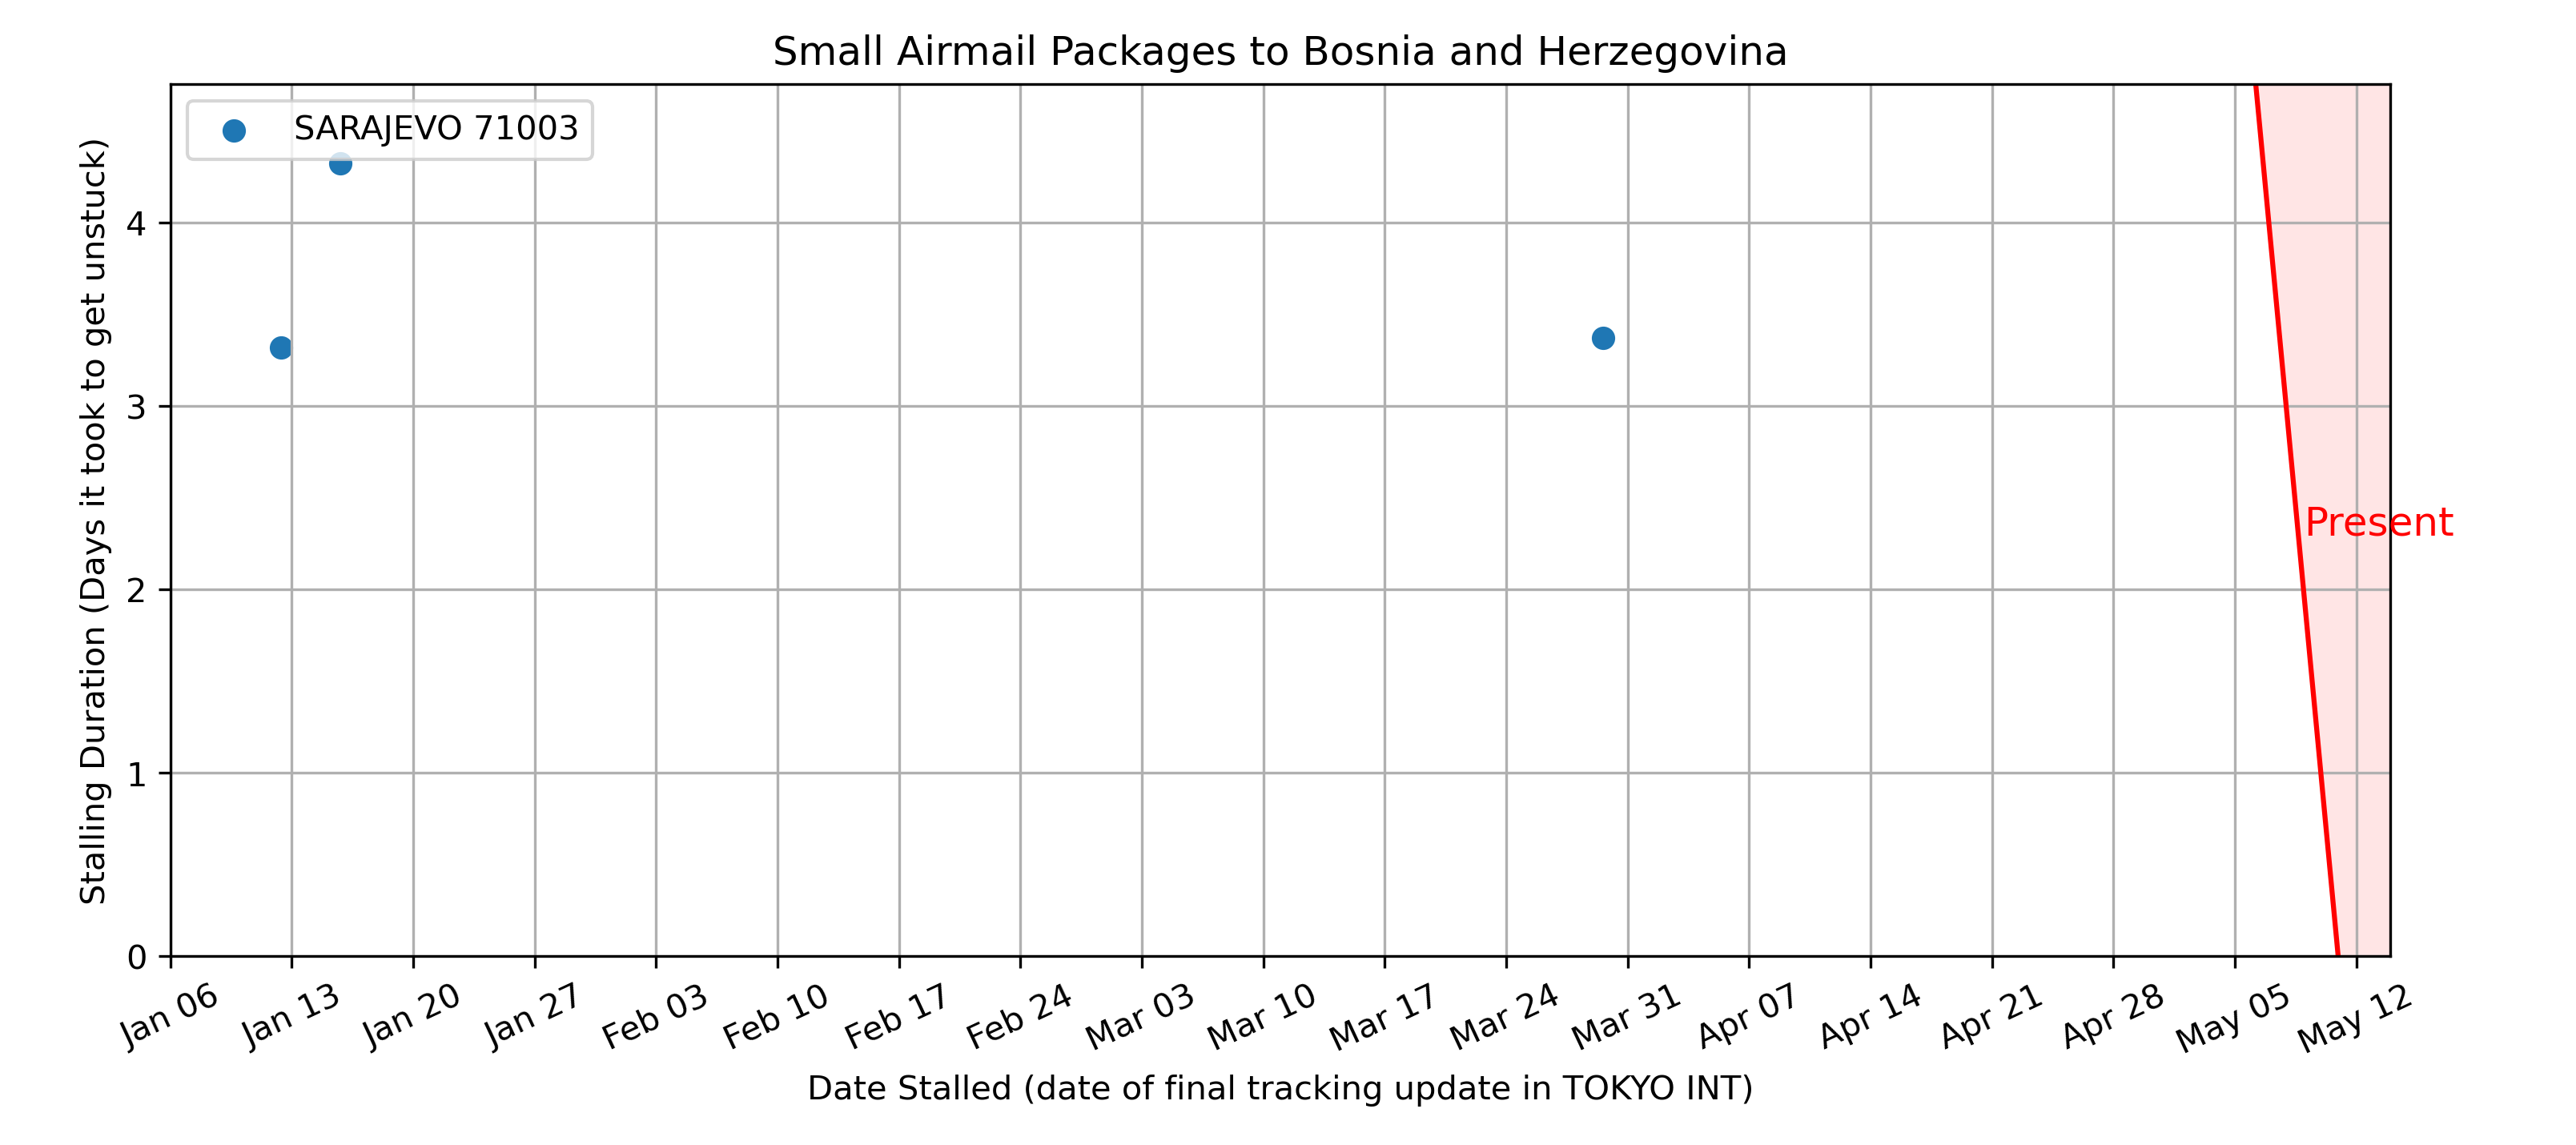 Small Airmail Packages to Bosnia and Herzegovina
SARAJEVO 71003
Stalling Duration (Days it took to get unstuck)
4
3
2
1
0
Present
Jan 06
Jan 13
Jan 20
Jan 27
Feb 03
Feb 10
Feb 17
Feb 24
Mar 03
Mar 10
Mar 17
Mar 24
Mar 31
Apr 07
Apr 14
Apr 21
Apr 28
May 05
May 12
Date Stalled (date of final tracking update in TOKYO INT)